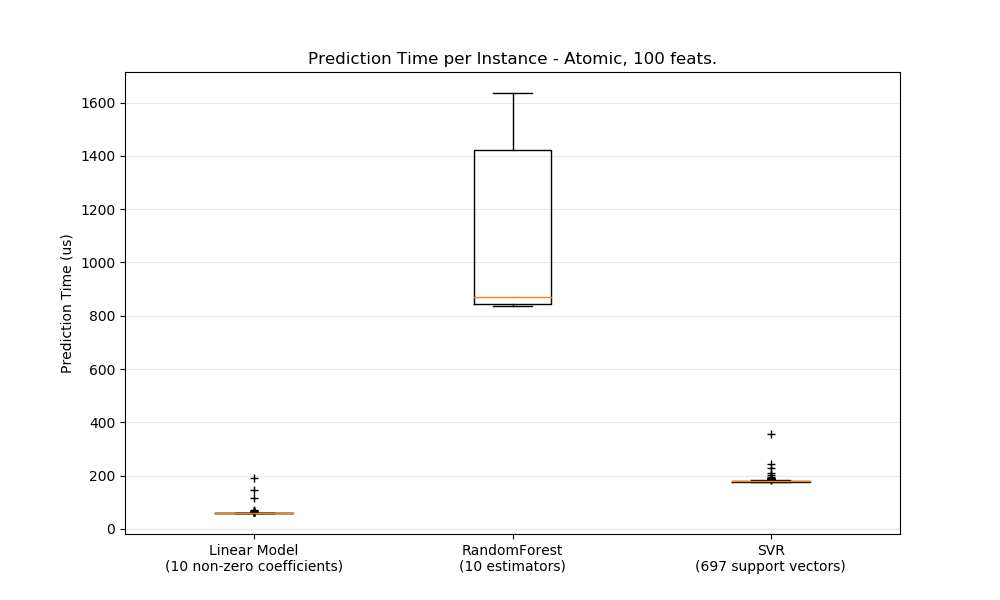 Prediction Time per Instance - Atomic, 100 feats.
Prediction Time (us)
1600
1400
1200
1000
800
600
400
200
0
Linear Model
(10 non-zero coefficients)
RandomForest
(10 estimators)
SVR
(697 support vectors)